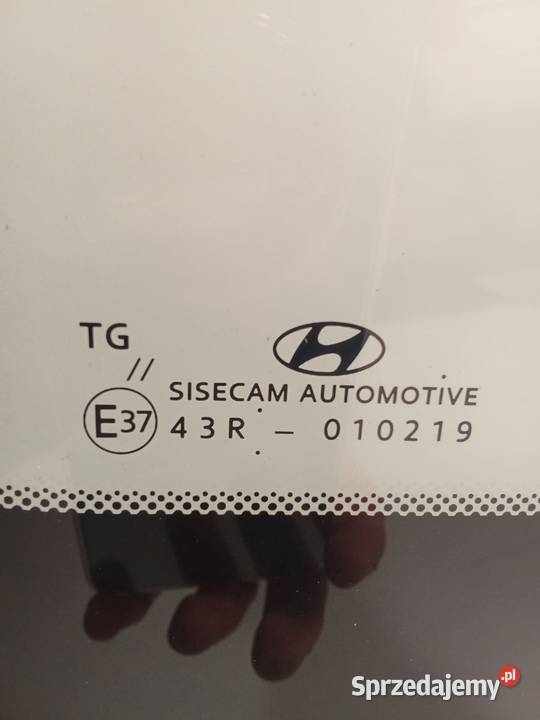 TG
//
SISECAM AUTOMOTIVE
E37 43R – 010219
Sprzedajemy.pl